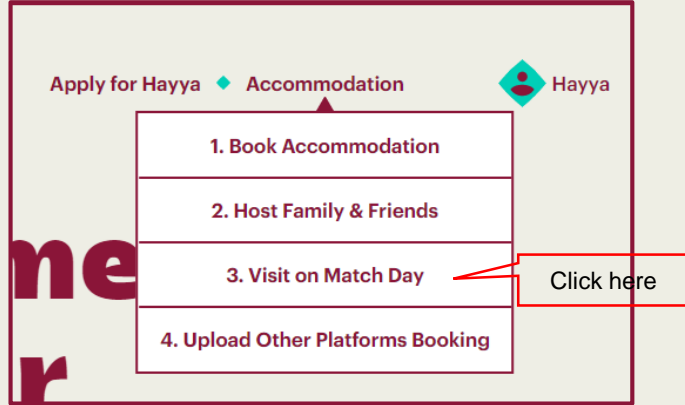 Apply for Hayya Accommodation Hayya
1. Book Accommodation
2. Host Family & Friends
3. Visit on Match Day
Click here
4. Upload Other Platforms Booking
me
r